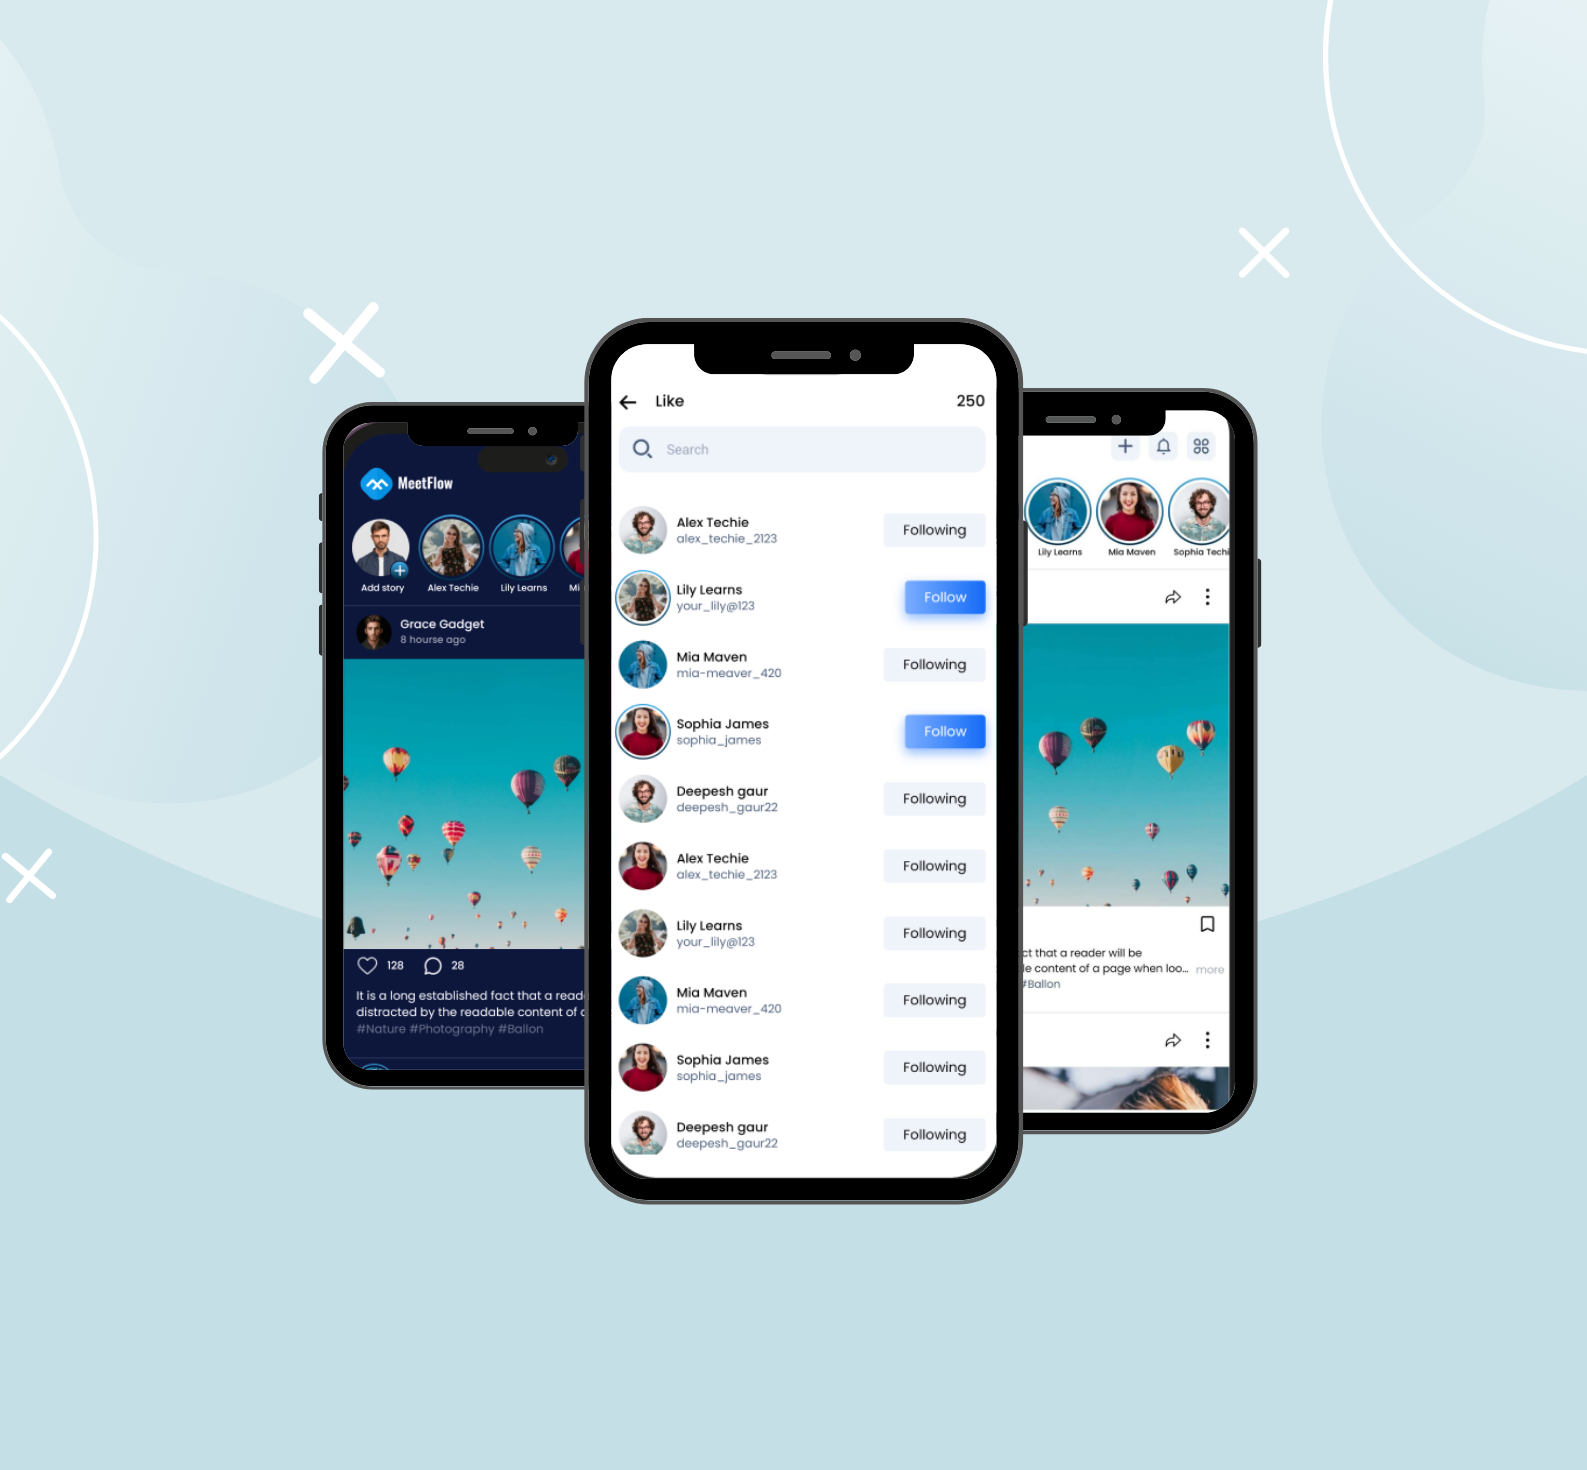 MeetFlow
Add story
Alex Techie
Lily Learns
Mi
Grace Gadget
8 hourse ago
128
28
It is a long established fact that a read
distracted by the readable content of
#Nature #Photography #Ballon
Like
250
Search
Alex Techie
alex_techie_2123
Following
Lily Learns
your_lily@123
Follow
Mia Maven
mia-meaver_420
Following
Sophia James
sophia_james
Follow
Deepesh gaur
deepesh_gaur22
Following
Alex Techie
alex_techie_2123
Following
Lily Learns
your_lily@123
Following
Mia Maven
mia-meaver_420
Following
Sophia James
sophia_james
Following
Deepesh gaur
deepesh_gaur22
Following
Lily Learns
Mia Maven
Sophia Techi
ct that a reader will be
le content of a page when loo... more
#Ballon